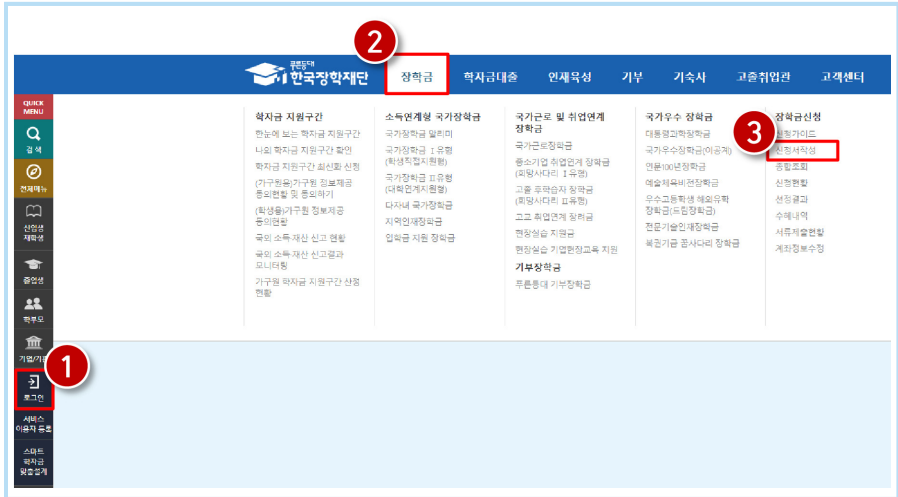 2
푸른등대
한국장학재단
장학금
학자금대출
인재육성
기부
기숙사
고졸취업관
고객센터
QUICK
MENU
검색
전체메뉴
신입생
재학생
졸업생
학부모
기업/기관
1
로그인
서비스
이용자 등록
스마트
학자금
맞춤설계
학자금 지원구간
한눈에 보는 학자금 지원구간
나의 학자금 지원구간 확인
학자금 지원구간 최신화 신청
(가구원용)가구원 정보제공
동의현황 및 동의하기
(학생용)가구원 정보제공
동의현황
국외 소득·재산 신고 현황
국외 소득·재산 신고결과
모니터링
가구원 학자금 지원구간 산정
현황
소득연계형 국가장학금
국가장학금 알리미
국가장학금 I 유형
(학생직접지원형)
국가장학금 II유형
(대학연계지원형)
다자녀 국가장학금
지역인재장학금
입학금 지원 장학금
국가근로 및 취업연계
장학금
국가근로장학금
중소기업 취업연계 장학금
(희망사다리 I 유형)
고졸 후학습자 장학금
(희망사다리 II유형)
고교 취업연계 장려금
현장실습 지원금
현장실습 기업현장교육 지원
기부장학금
푸른등대 기부장학금
국가우수 장학금
대통령과학장학금
국가우수장학금(이공계)
인문100년장학금
예술체육비전장학금
우수고등학생 해외유학
장학금(드림장학금)
전문기술인재장학금
복권기금 꿈사다리 장학금
3
장학금신청
신청가이드
신청서작성
종합조회
신청현황
선정결과
수혜내역
서류제출현황
계좌정보수정